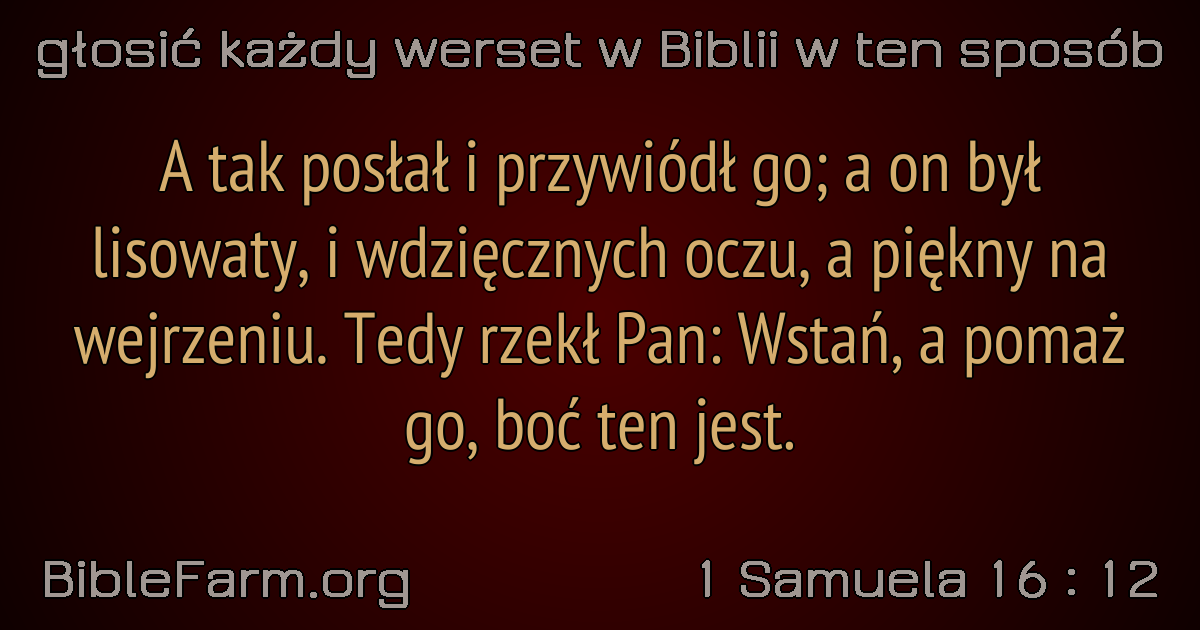 głosić każdy werset w Biblii w ten sposób
A tak posłał i przywiódł go; a on był
lisowaty, i wdzięcznych oczu, a piękny na
wejrzeniu. Tedy rzekł Pan: Wstań, a pomaż
go, boć ten jest.
BibleFarm.org
1 Samuela 16 : 12